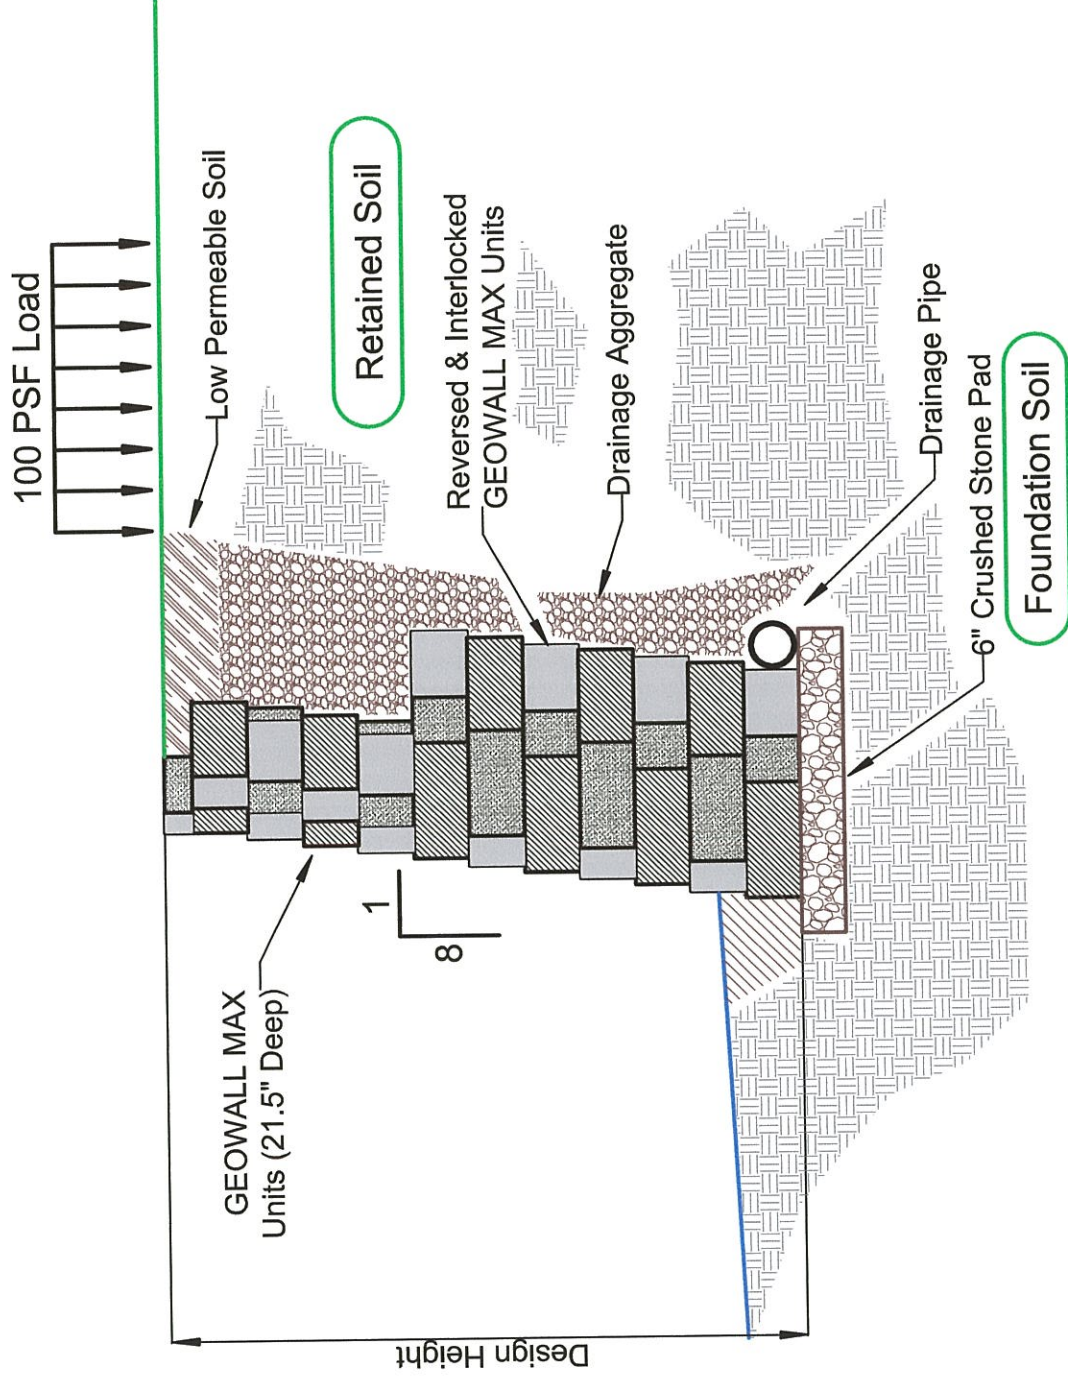 100 PSF Load
Low Permeable Soil
Retained Soil
Reversed & Interlocked
GEOWALL MAX Units
Drainage Aggregate
Drainage Pipe
6" Crushed Stone Pad
Foundation Soil
GEOWALL MAX
Units (21.5" Deep)
1
8
Design Height